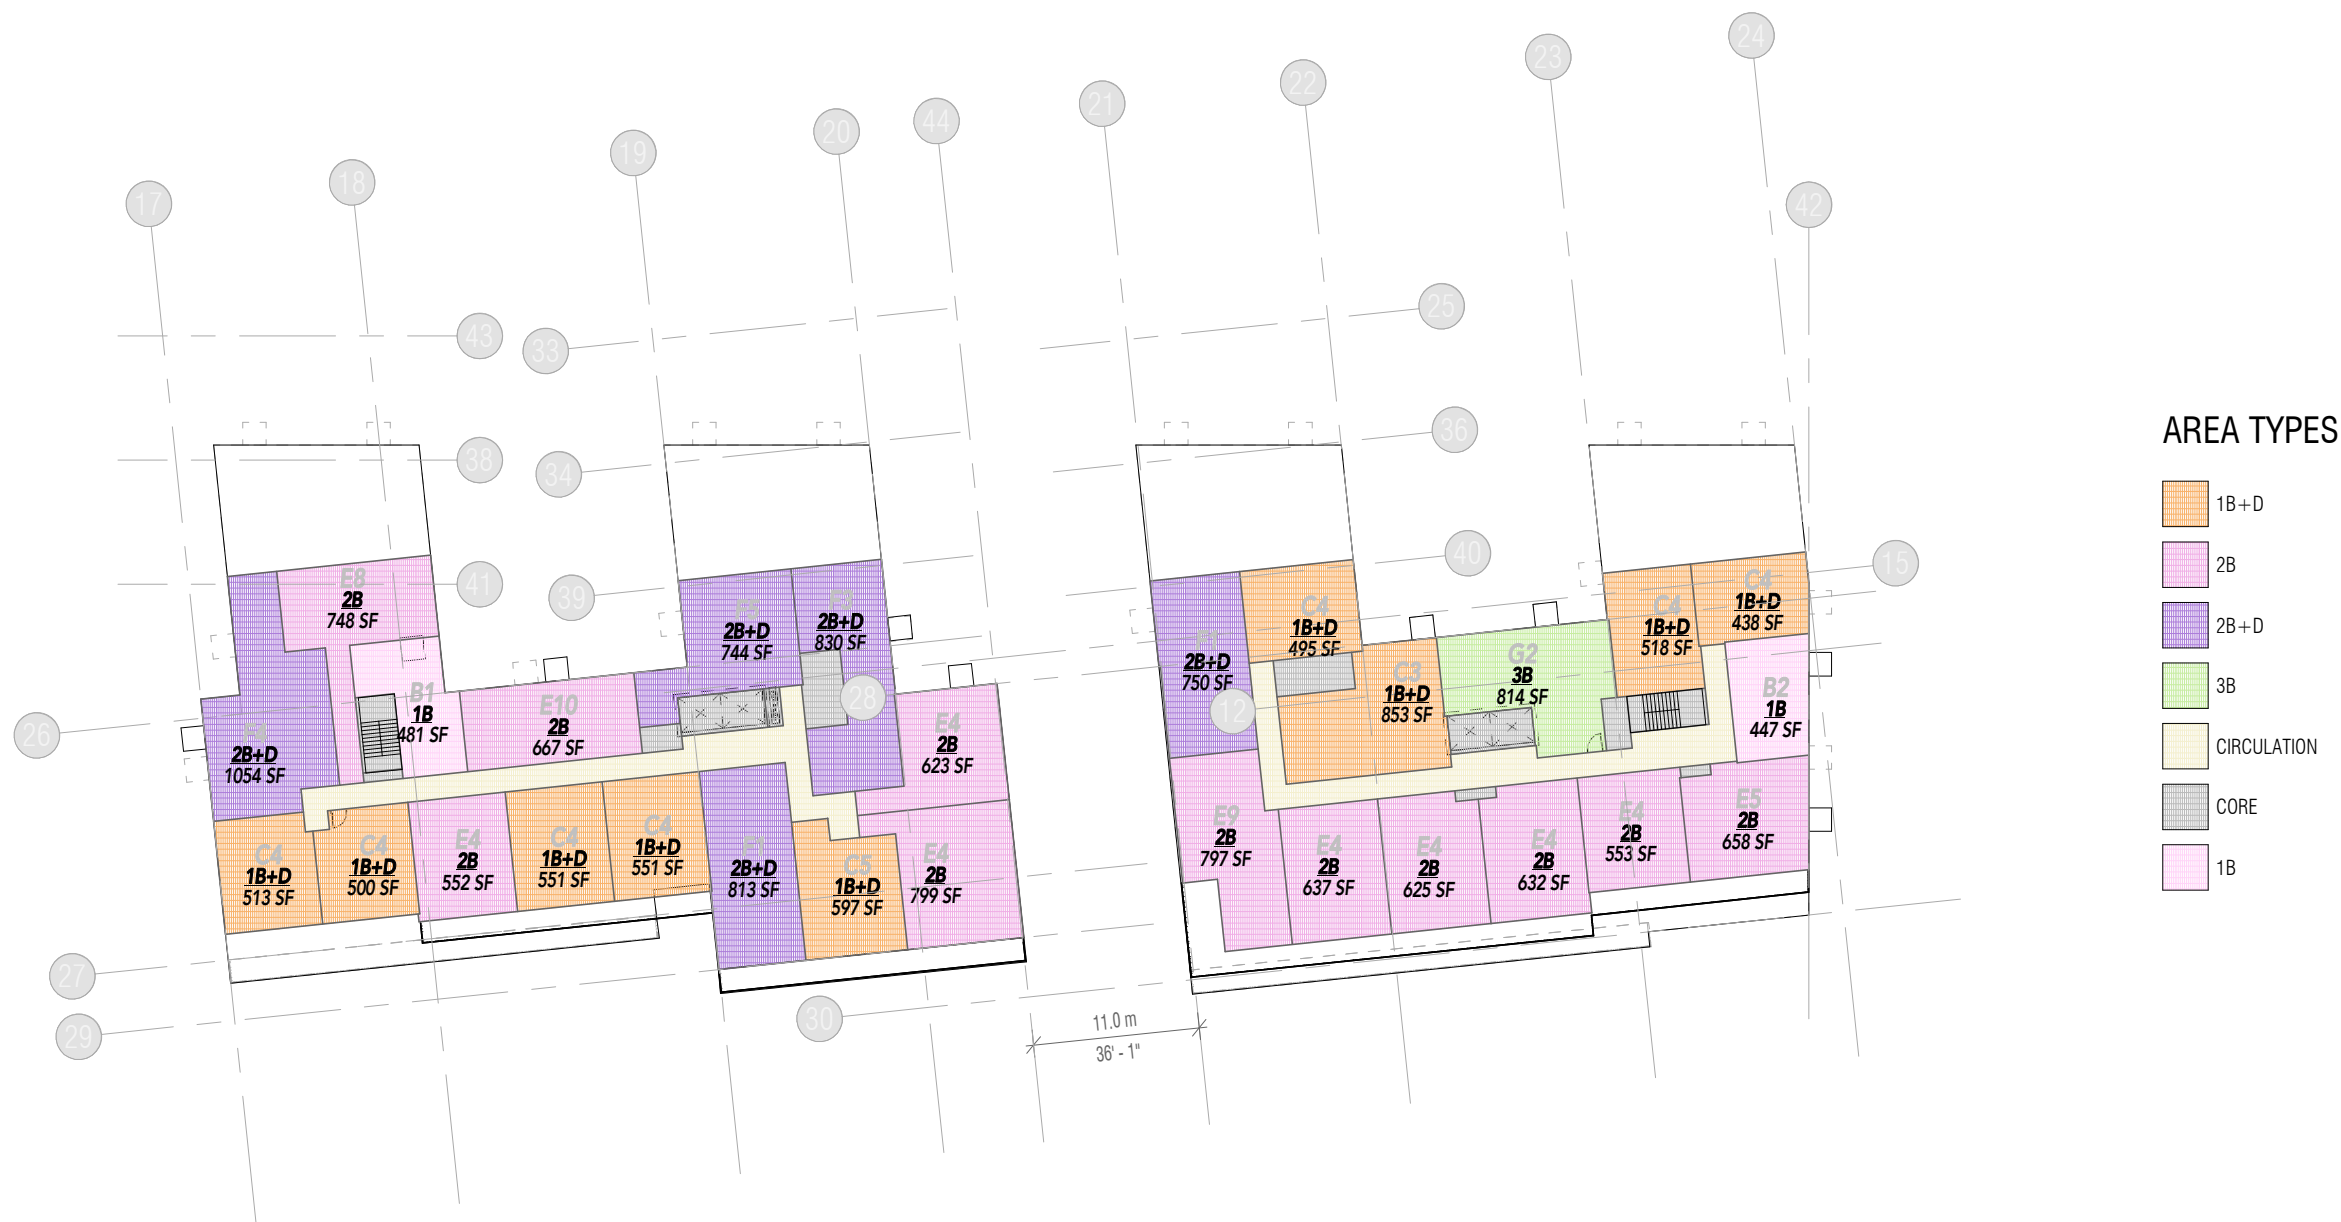 24
23
22
21
44
20
19
18
17
42
25
43
33
36
38
34
40
15
41
39
26
28
12
27
29
30
E8
2B
748 SF
F4
2B+D
1054 SF
B1
1B
481 SF
E10
2B
667 SF
2B+D
744 SF
F3
2B+D
830 SF
E4
2B
623 SF
C4
1B+D
513 SF
C4
1B+D
500 SF
E4
2B
552 SF
C4
1B+D
551 SF
C4
1B+D
551 SF
2B+D
813 SF
C5
1B+D
597 SF
E4
2B
799 SF
2B+D
750 SF
C4
1B+D
495 SF
C3
1B+D
853 SF
G2
3B
814 SF
C4
1B+D
518 SF
C4
1B+D
438 SF
B2
1B
447 SF
E9
2B
797 SF
E4
2B
637 SF
E4
2B
625 SF
E4
2B
632 SF
E4
2B
553 SF
E5
2B
658 SF
11.0 m
36' - 1"
AREA TYPES
1B+D
2B
2B+D
3B
CIRCULATION
CORE
1B